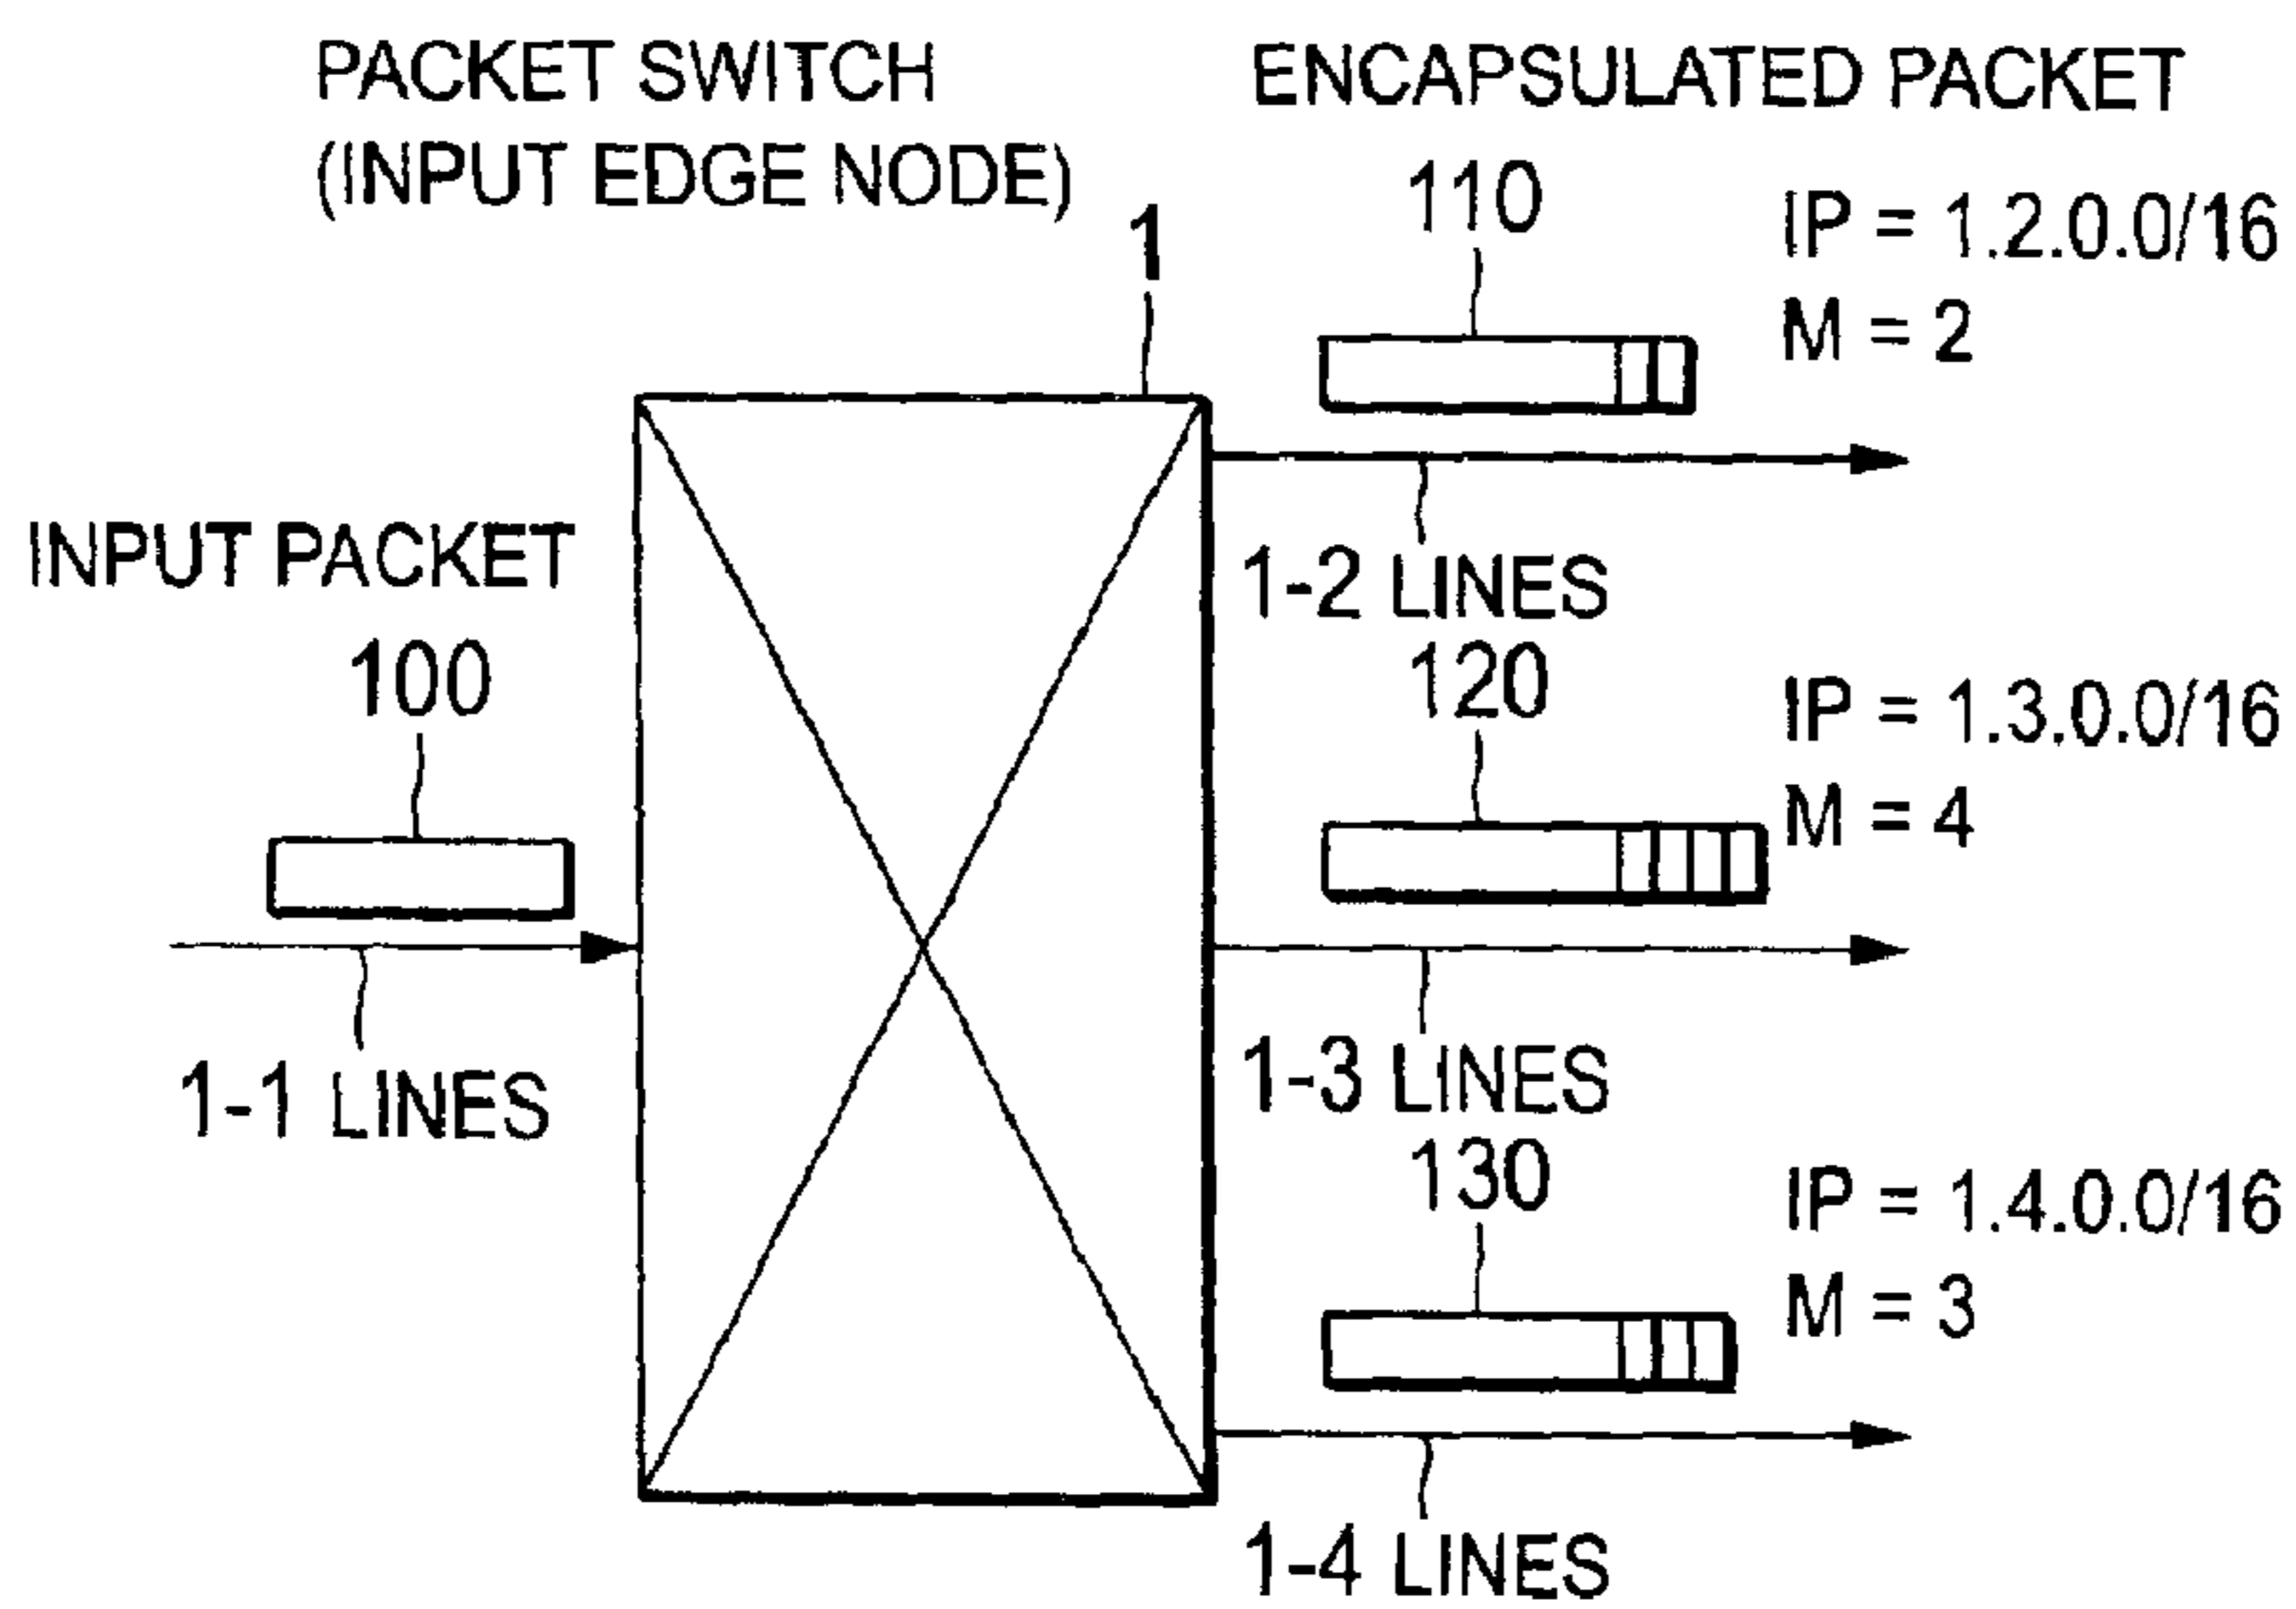 PACKET SWITCH
(INPUT EDGE NODE)
1
ENCAPSULATED PACKET
110
IP = 1.2.0.0/16
M = 2
1-2 LINES
INPUT PACKET
100
1-1 LINES
120
IP = 1.3.0.0/16
M = 4
1-3 LINES
130
IP = 1.4.0.0/16
M = 3
1-4 LINES